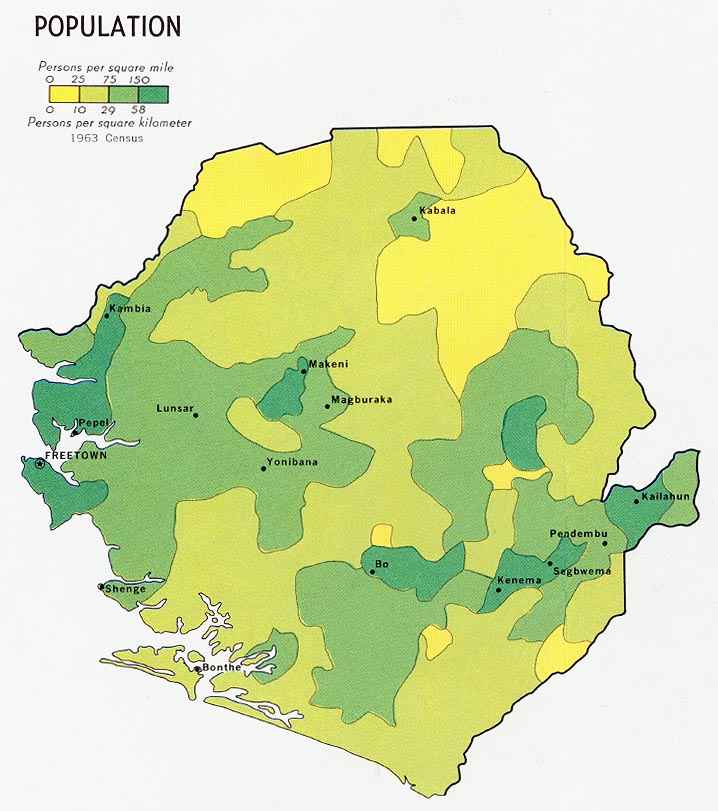 POPULATION
Persons per square mile
0 25 75 150
0 10 29 58
Persons per square kilometer
1963 Census
Kabala
Kambia
Makeni
Magburaka
Lunsar
Pepel
FREETOWN
Yonibana
Kailahun
Pendembu
Bo
Segbwema
Kenema
Shenge
Bonthe